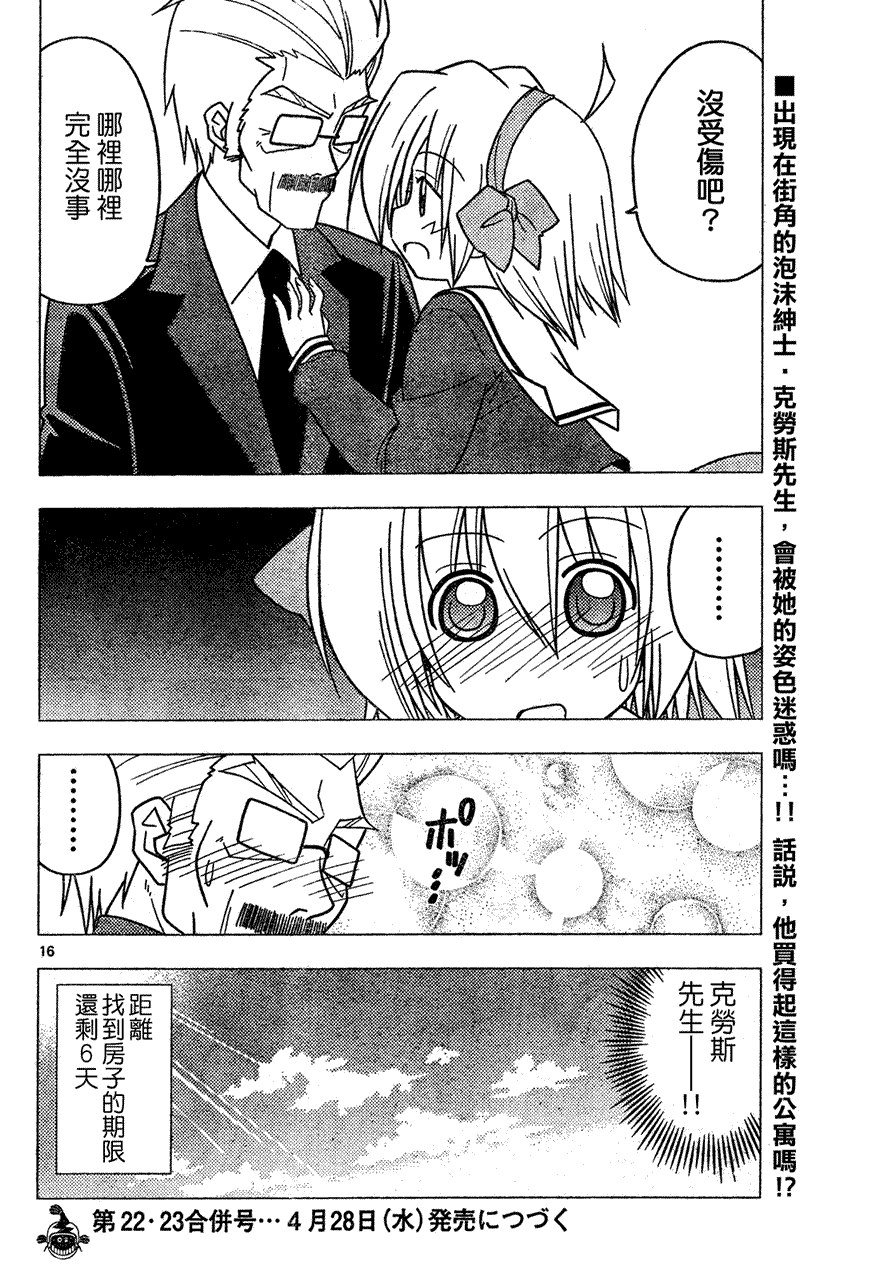 ■出現在街角的泡沫紳士．克勞斯先生，會被她的姿色迷惑嗎…!! 話說，他買得起這樣的公寓嗎!?
沒受傷吧？
哪裡哪裡
完全沒事
………
ポッ…
………
克勞斯
先生——!!
距離
找到房子的期限
還剩6天
16
第22・23合併号…4月28日（水）発売につづく